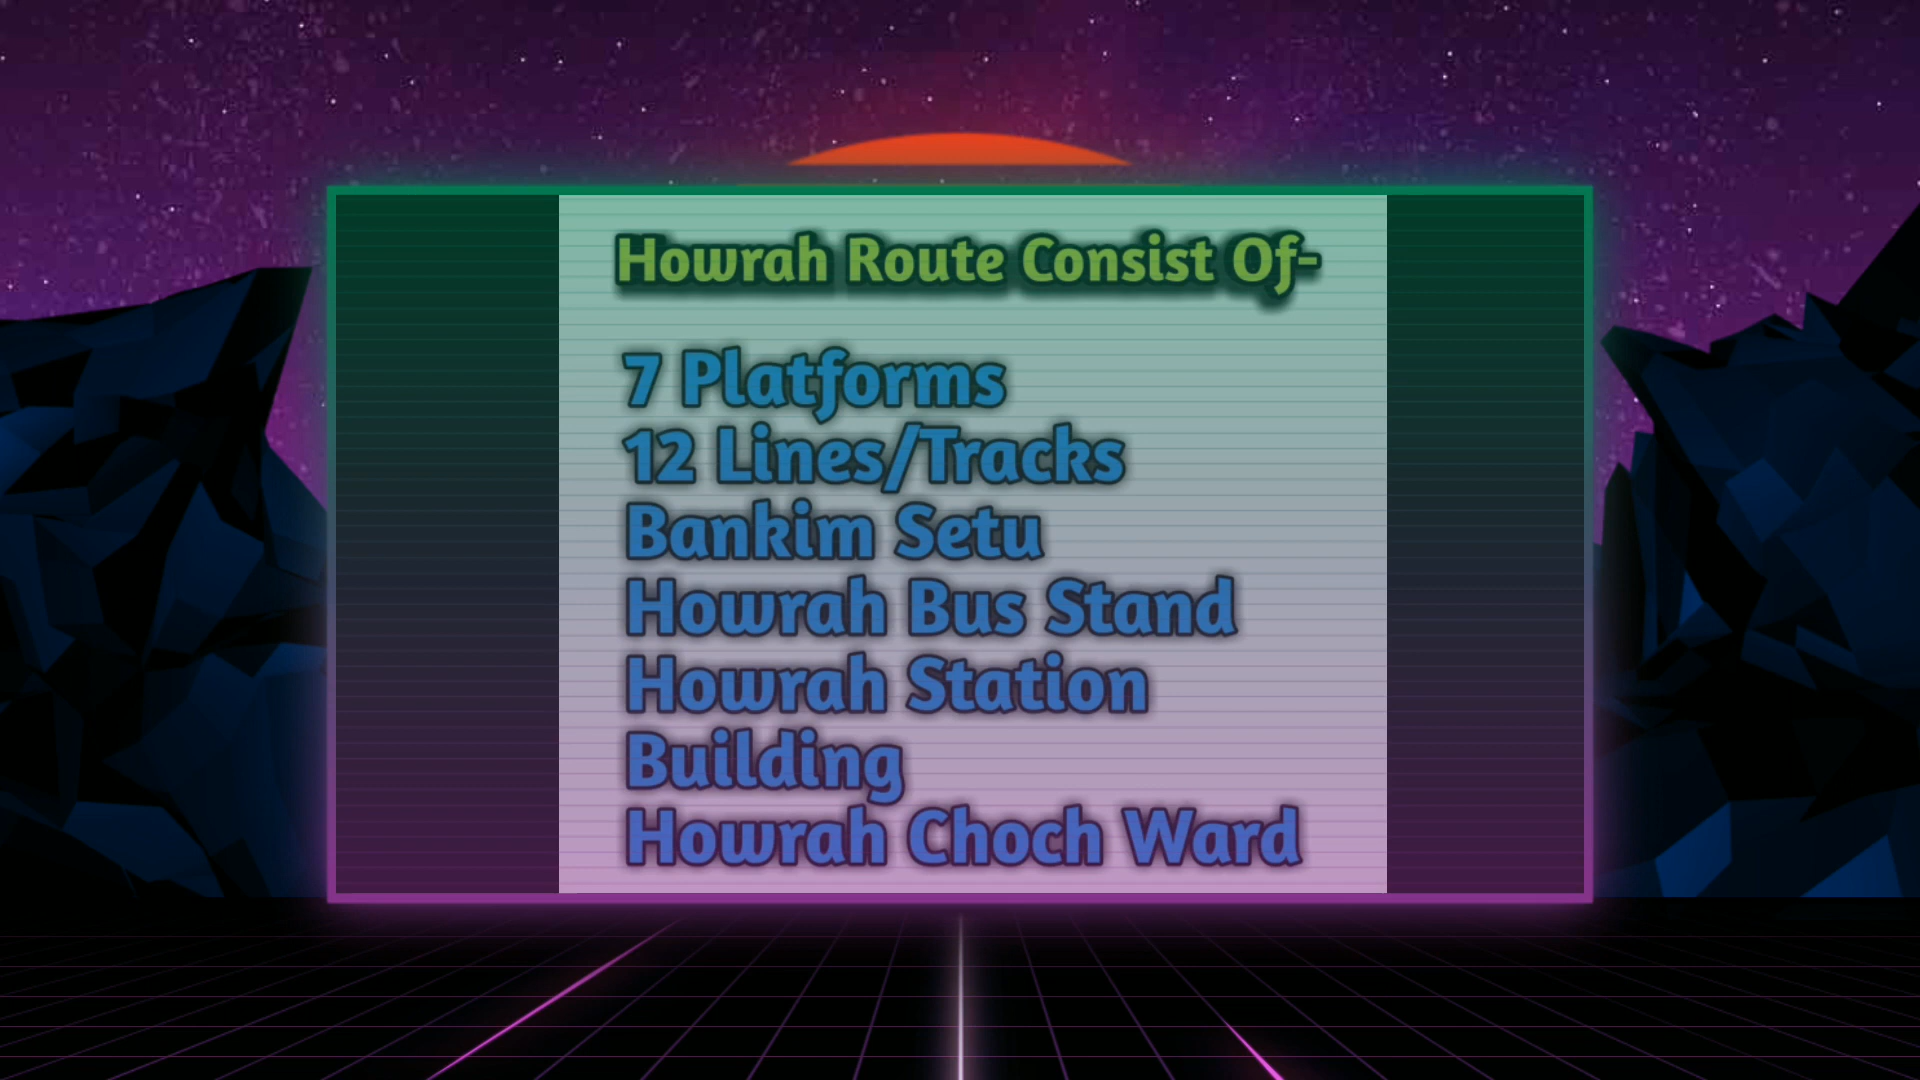 Howrah Route Consist Of-
7 Platforms
12 Lines/Tracks
Bankim Setu
Howrah Bus Stand
Howrah Station
Building
Howrah Choch Ward